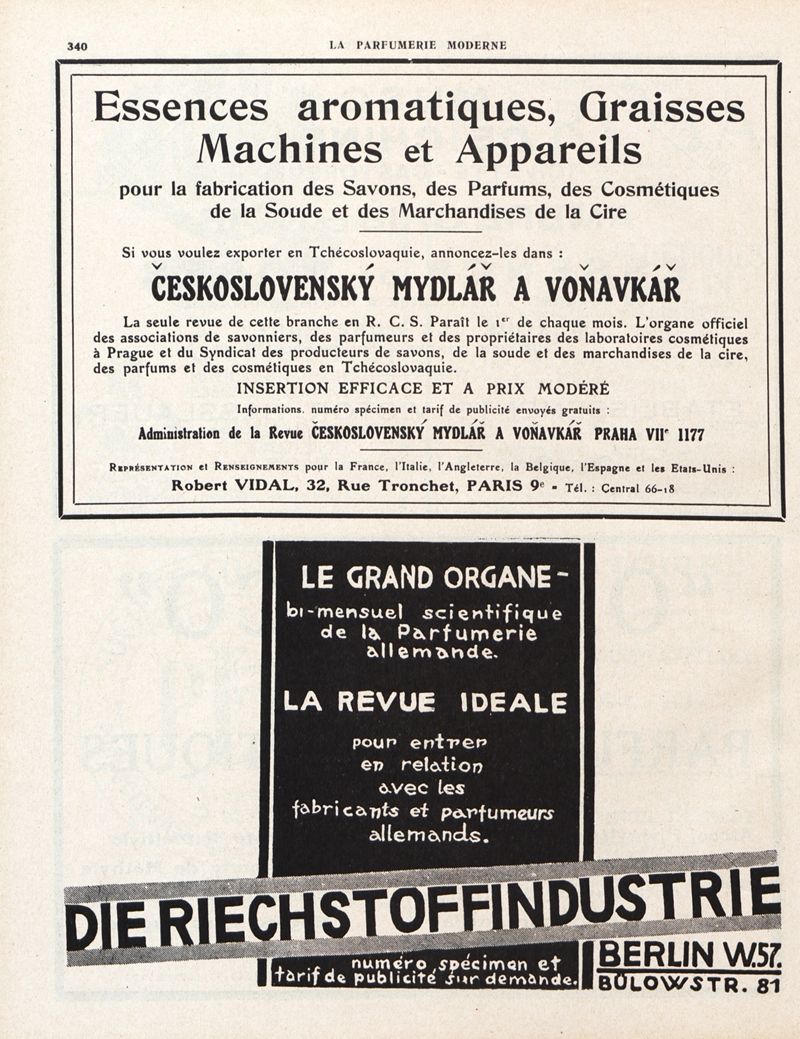 340
LA PARFUMERIE MODERNE
Essences aromatiques, Graisses
Machines et Appareils
pour la fabrication des Savons, des Parfums, des Cosmétiques
de la Soude et des Marchandises de la Cire
Si vous voulez exporter en Tchécoslovaquie, annoncez-les dans :
ČESKOSLOVENSKÝ MYDLÁŘ A VOŇAVKÁŘ
La seule revue de cette branche en R. C. S. Paraît le 1er de chaque mois. L'organe officiel
des associations de savonniers, des parfumeurs et des propriétaires des laboratoires cosmétiques
à Prague et du Syndicat des producteurs de savons, de la soude et des marchandises de la cire,
des parfums et des cosmétiques en Tchécoslovaquie.
INSERTION EFFICACE ET A PRIX MODÉRÉ
Informations, numéro spécimen et tarif de publicité envoyés gratuits :
Administration de la Revue ČESKOSLOVENSKÝ MYDLÁŘ A VOŇAVKÁŘ PRAHA VIIe 1177
REPRÉSENTATION et RENSEIGNEMENTS pour la France, l'Italie, l'Angleterre, la Belgique, l'Espagne et les Etats-Unis :
Robert VIDAL, 32, Rue Tronchet, PARIS 9e - Tél. : Central 66-18
LE GRAND ORGANE-
bi-mensuel scientifique
de la Parfumerie
allemande.
LA REVUE IDEALE
pour entrer
en relation
avec les
fabricants et parfumeurs
allemands.
DIE RIECHSTOFFINDUSTRIE
numéro spécimen et
tarif de publicité sur demande.
BERLIN W.57.
BÜLOWSTR. 81